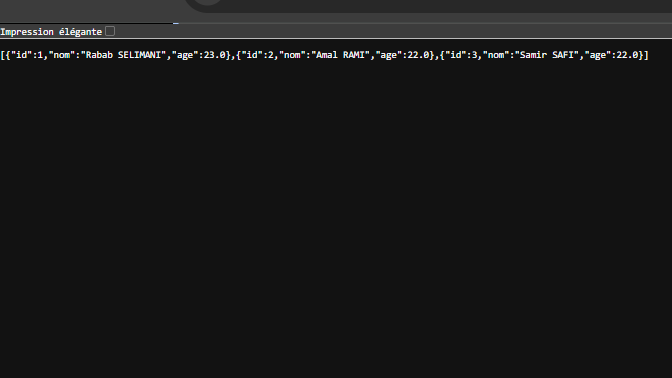 Impression élégante
[{"id":1,"nom":"Rabab SELIMANI","age":23.0},{"id":2,"nom":"Amal RAMI","age":22.0},{"id":3,"nom":"Samir SAFI","age":22.0}]